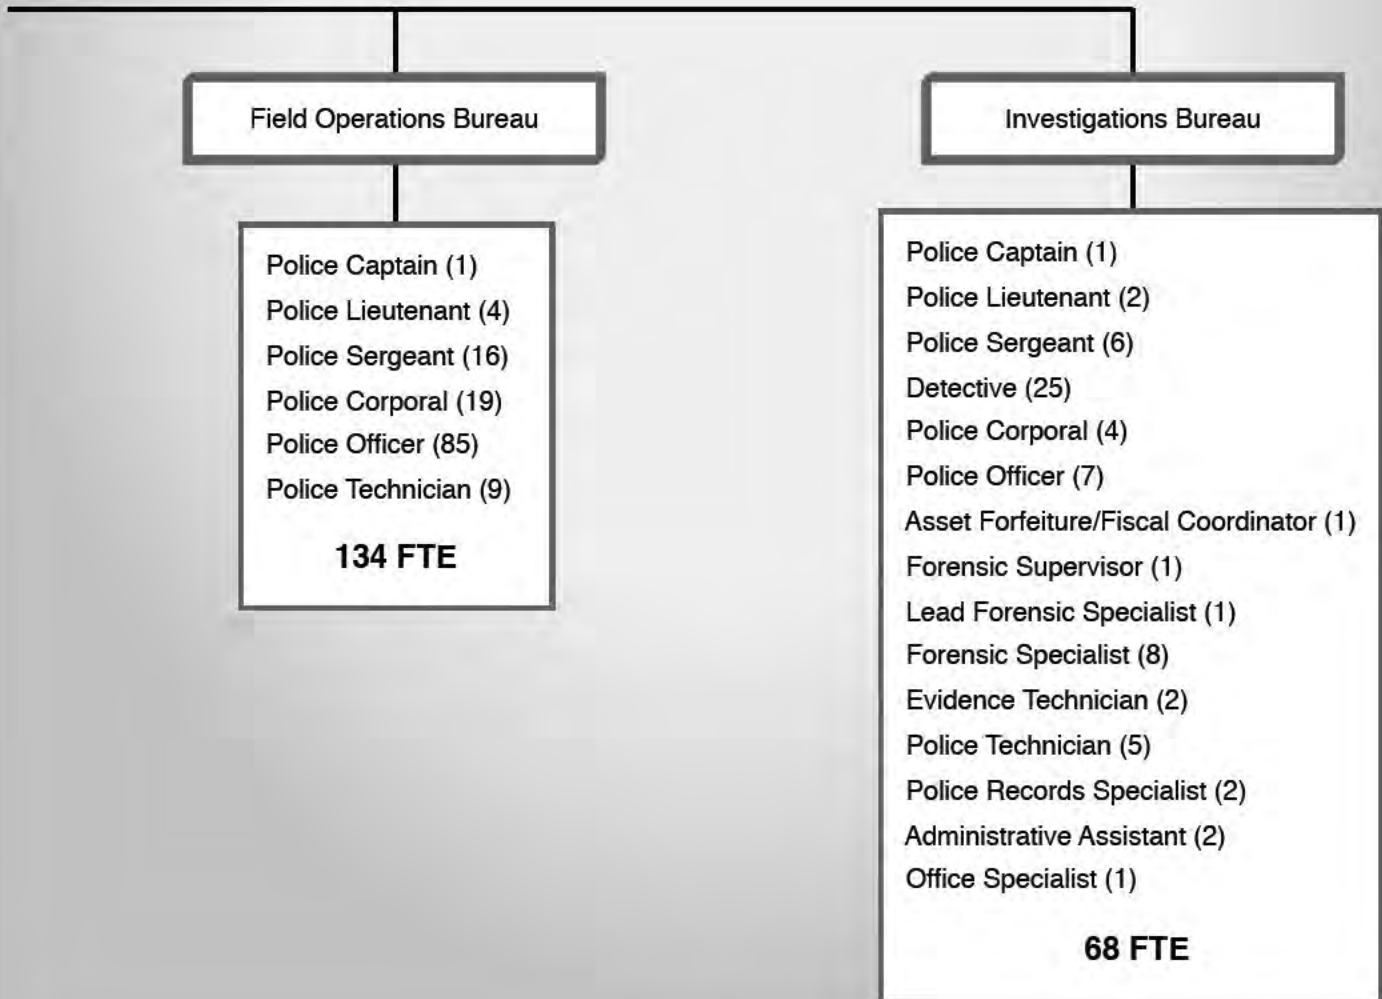 Field Operations Bureau
Police Captain (1)
Police Lieutenant (4)
Police Sergeant (16)
Police Corporal (19)
Police Officer (85)
Police Technician (9)
134 FTE
Investigations Bureau
Police Captain (1)
Police Lieutenant (2)
Police Sergeant (6)
Detective (25)
Police Corporal (4)
Police Officer (7)
Asset Forfeiture/Fiscal Coordinator (1)
Forensic Supervisor (1)
Lead Forensic Specialist (1)
Forensic Specialist (8)
Evidence Technician (2)
Police Technician (5)
Police Records Specialist (2)
Administrative Assistant (2)
Office Specialist (1)
68 FTE